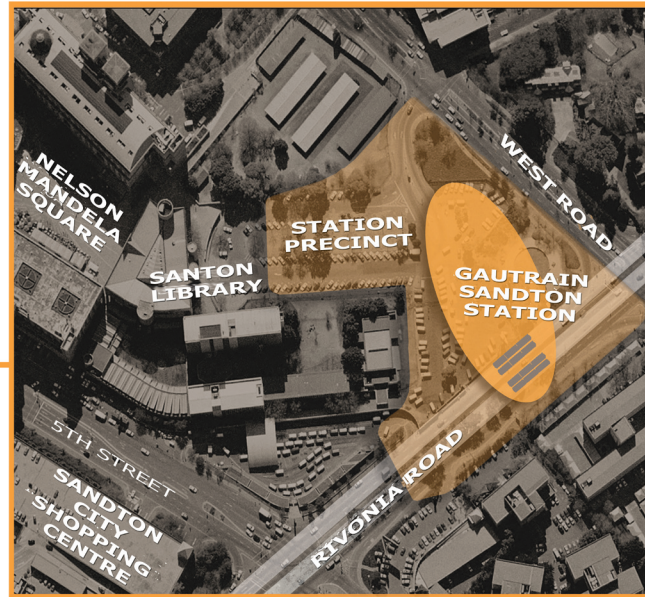 NELSON
MANDELA
SQUARE
STATION
PRECINCT
WEST ROAD
SANTON
LIBRARY
GAUTRAIN
SANDTON
STATION
5TH STREET
RIVONIA ROAD
SANDTON
CITY
SHOPPING
CENTRE